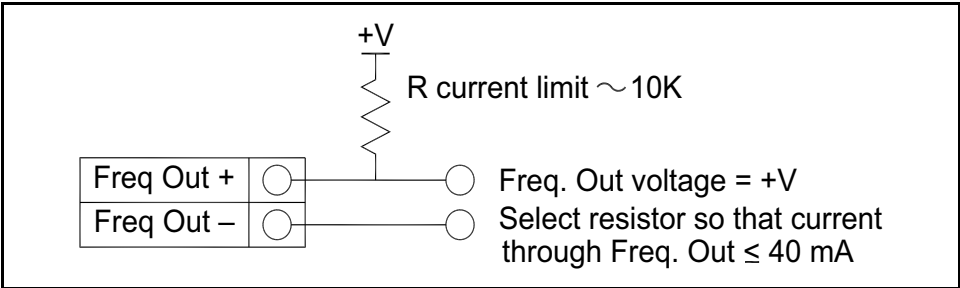 +V
R current limit ~ 10K
Freq Out +
Freq. Out voltage = +V
Freq Out –
Select resistor so that current
through Freq. Out ≤ 40 mA